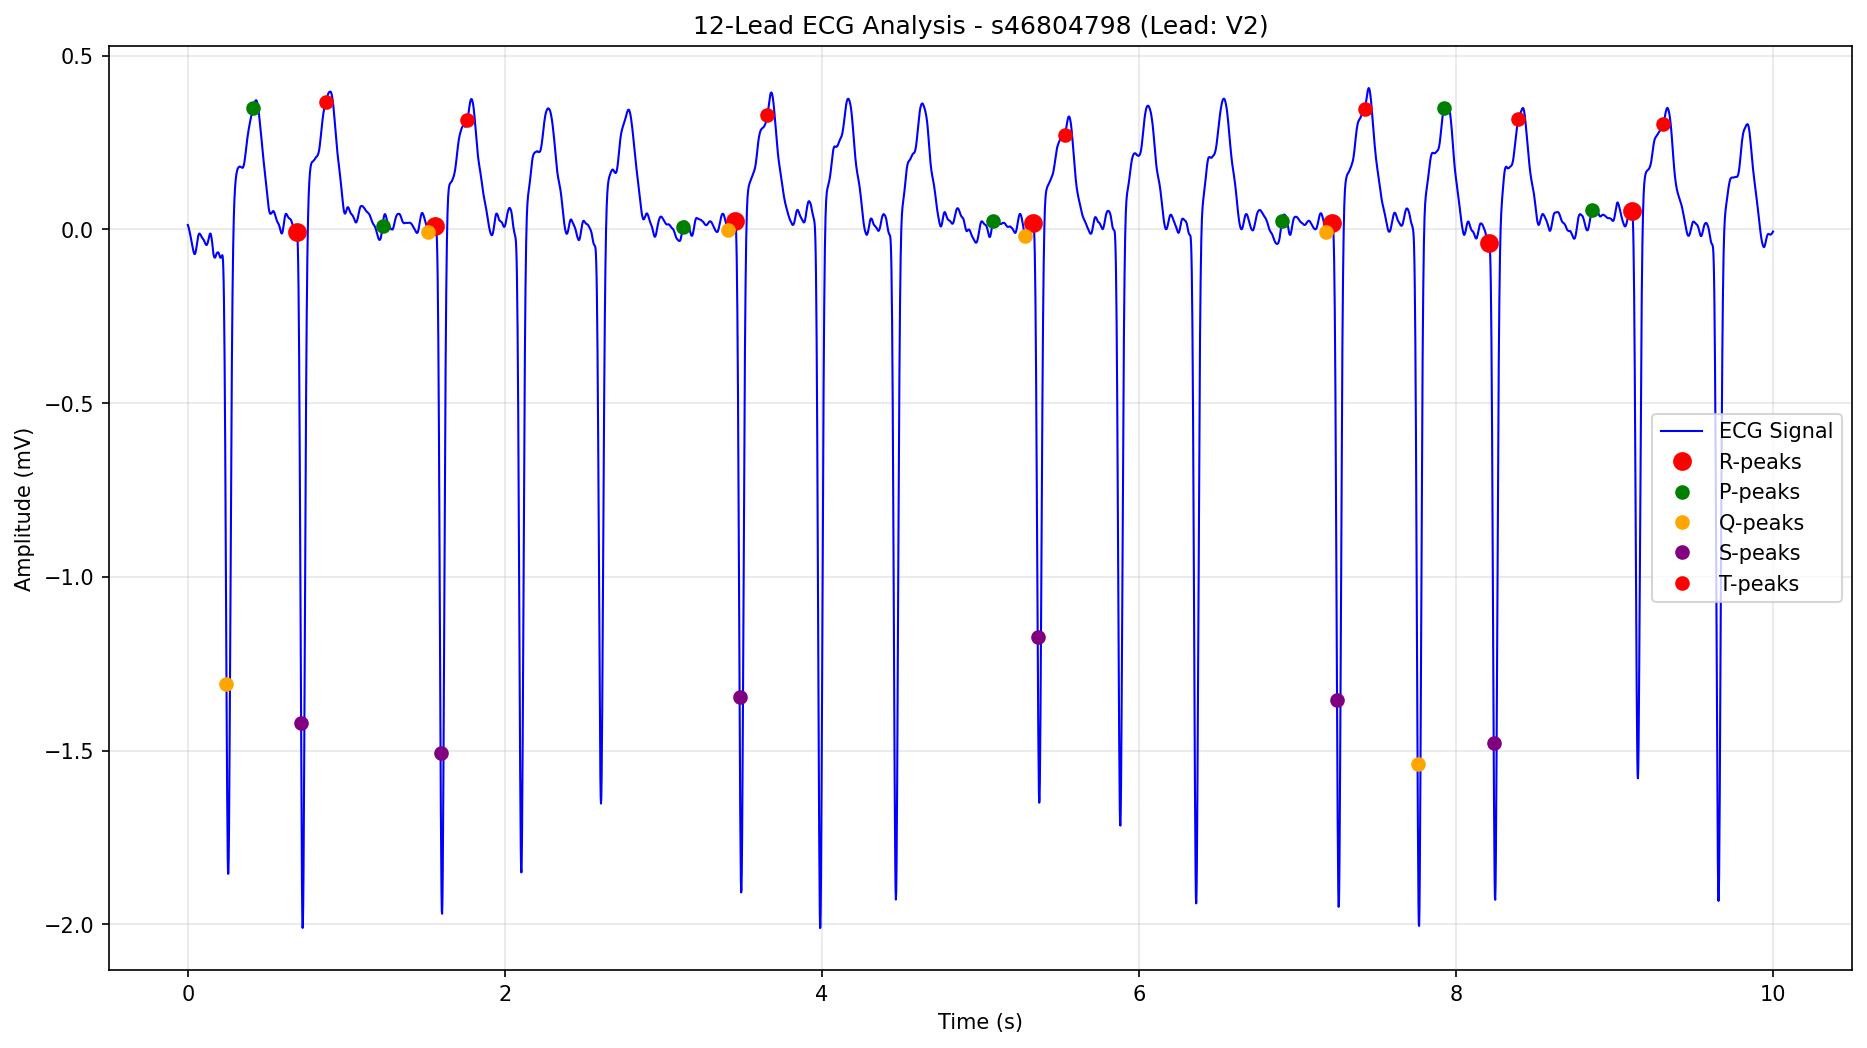 12-Lead ECG Analysis - s46804798 (Lead: V2)
0.5
0.0
−0.5
−1.0
−1.5
−2.0
Amplitude (mV)
ECG Signal
R-peaks
P-peaks
Q-peaks
S-peaks
T-peaks
0 2 4 6 8 10
Time (s)